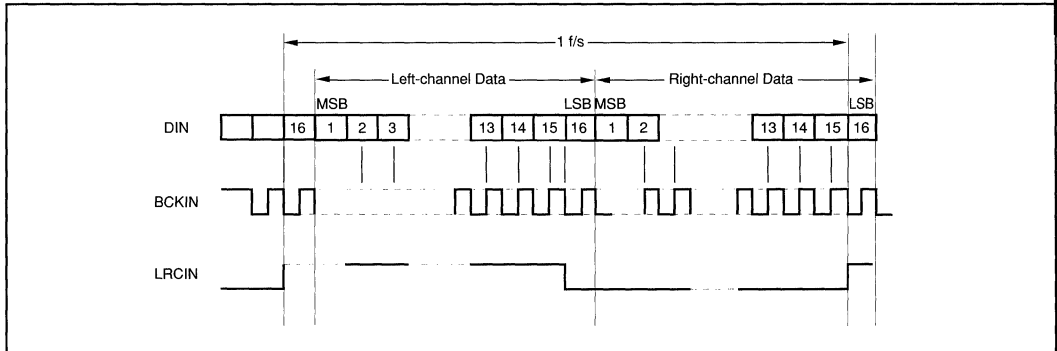 1 f/s
Left-channel Data Right-channel Data
MSB LSB MSB LSB
DIN 16 1 2 3 13 14 15 16 1 2 13 14 15 16
BCKIN
LRCIN